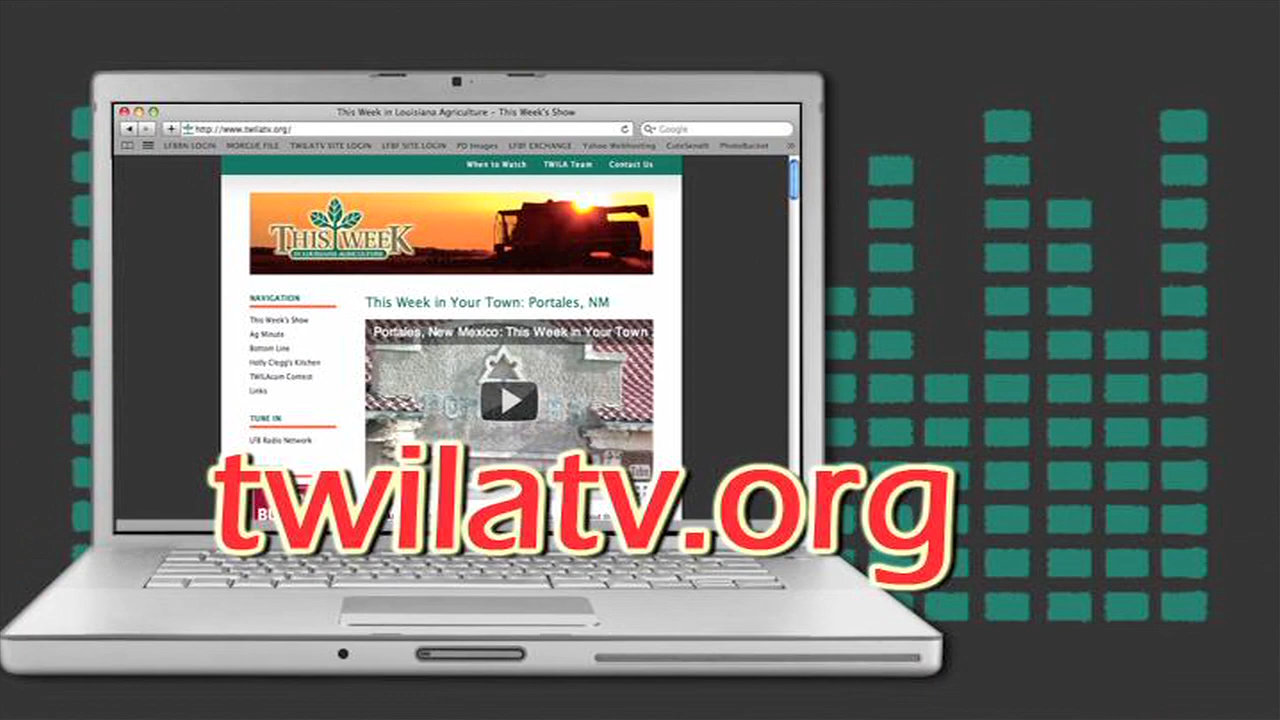 This Week in Louisiana Agriculture - This Week's Show
http://www.twilatv.org/
Google
LFBRN LOGIN MORGUE FILE TWILATV SITE LOGIN LFBF SITE LOGIN PD Images LFBF EXCHANGE Yahoo Webhosting CuteSendIt PhotoBucket
When to Watch TWILA Team Contact Us
THIS WEEK
IN LOUISIANA AGRICULTURE
NAVIGATION
This Week's Show
Ag Minute
Bottom Line
Holly Clegg's Kitchen
TWILAcum Contest
Links
TUNE IN
LFB Radio Network
This Week in Your Town: Portales, NM
Portales, New Mexico: This Week in Your Town
twilatv.org